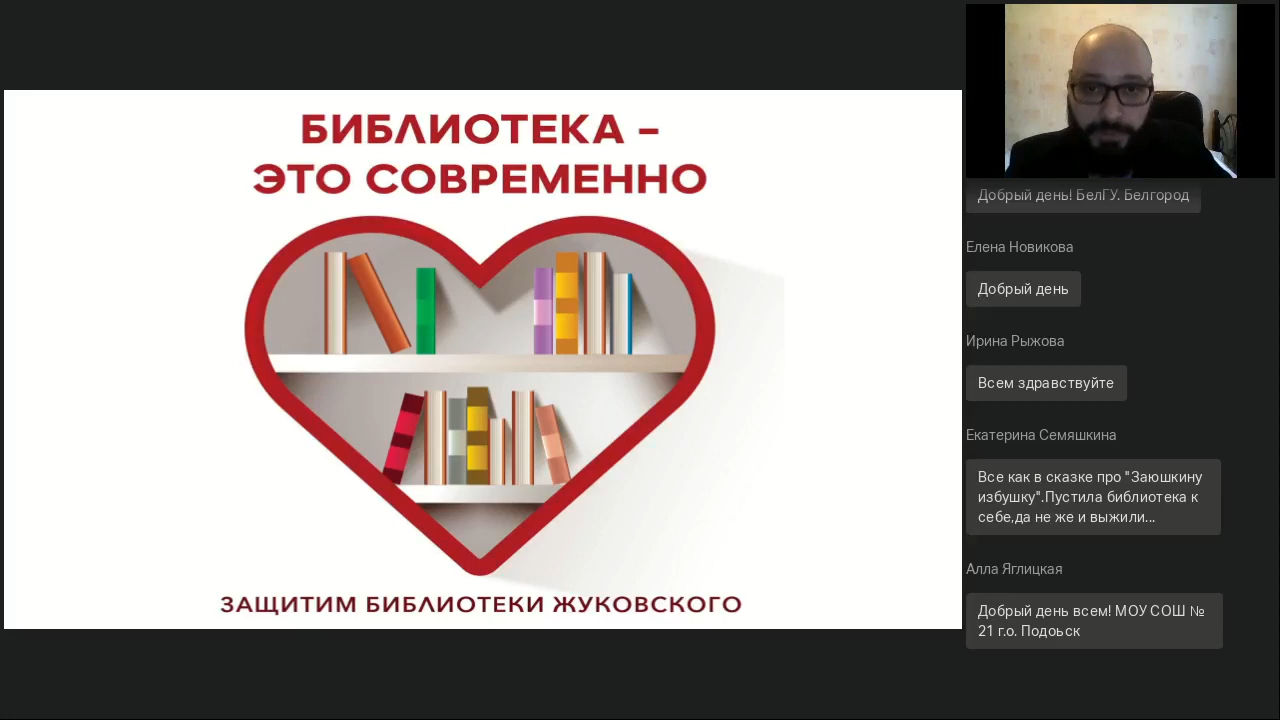 БИБЛИОТЕКА –
ЭТО СОВРЕМЕННО
ЗАЩИТИМ БИБЛИОТЕКИ ЖУКОВСКОГО
Добрый день! БелГУ. Белгород
Елена Новикова
Добрый день
Ирина Рыжова
Всем здравствуйте
Екатерина Семяшкина
Все как в сказке про "Заюшкину
избушку".Пустила библиотека к
себе,да не же и выжили...
Алла Яглицкая
Добрый день всем! МОУ СОШ №
21 г.о. Подоьск